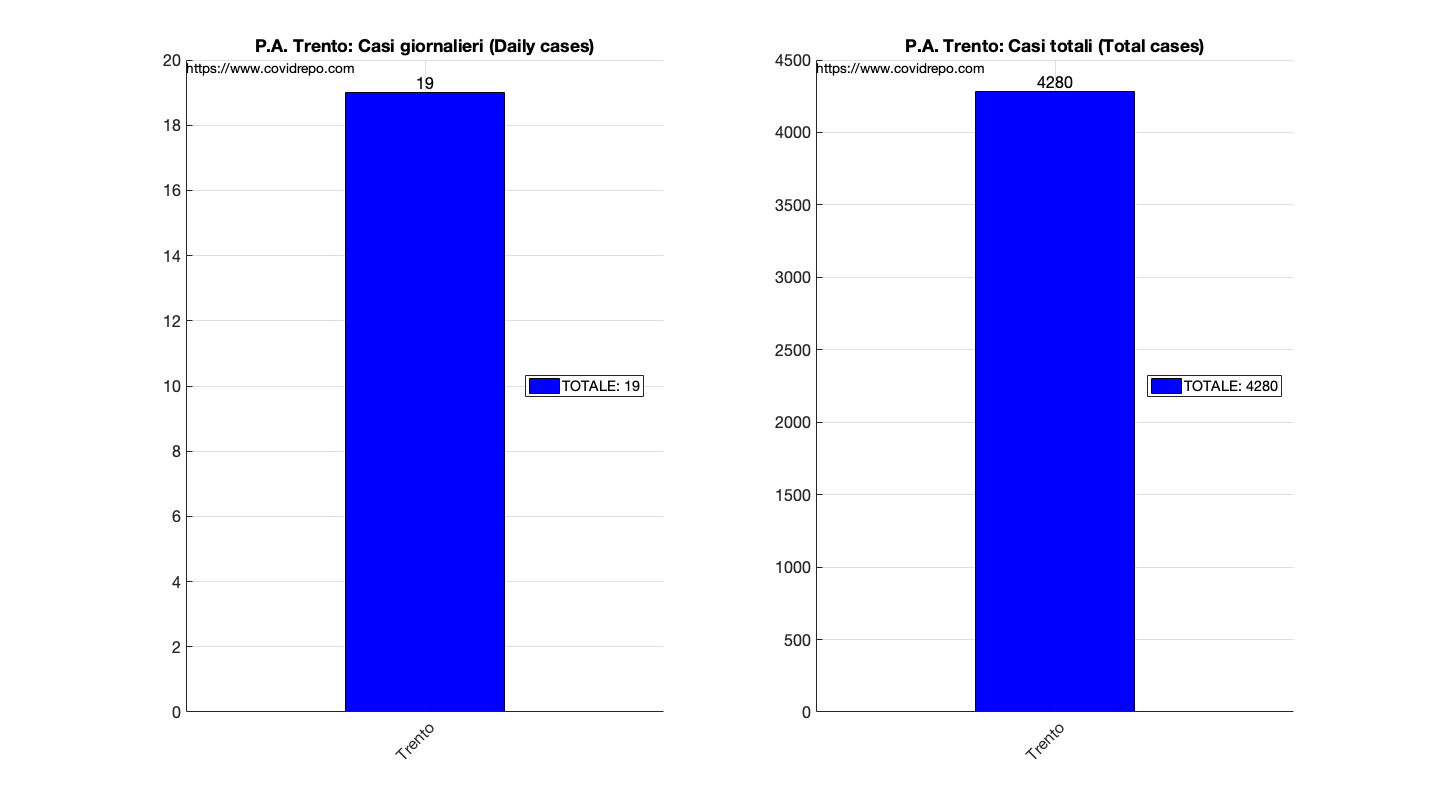 P.A. Trento: Casi giornalieri (Daily cases)
https://www.covidrepo.com
20
18
16
14
12
10
8
6
4
2
0
19
TOTALE: 19
Trento
P.A. Trento: Casi totali (Total cases)
https://www.covidrepo.com
4500
4000
3500
3000
2500
2000
1500
1000
500
0
4280
TOTALE: 4280
Trento